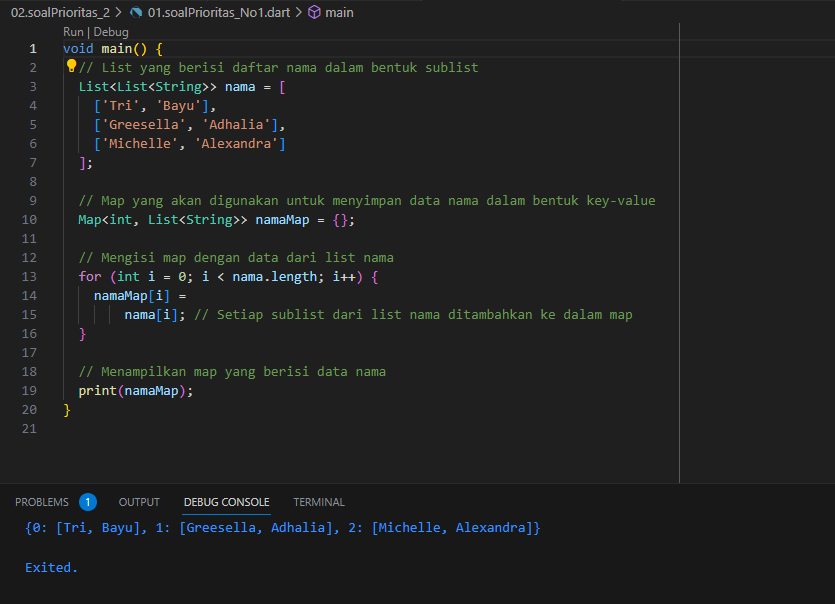 02.soalPrioritas_2 > 01.soalPrioritas_No1.dart > main
Run | Debug
1 void main() {
2 // List yang berisi daftar nama dalam bentuk sublist
3 List<List<String>> nama = [
4 ['Tri', 'Bayu'],
5 ['Greesella', 'Adhalia'],
6 ['Michelle', 'Alexandra']
7 ];
8
9 // Map yang akan digunakan untuk menyimpan data nama dalam bentuk key-value
10 Map<int, List<String>> namaMap = {};
11
12 // Mengisi map dengan data dari list nama
13 for (int i = 0; i < nama.length; i++) {
14 namaMap[i] =
15 nama[i]; // Setiap sublist dari list nama ditambahkan ke dalam map
16 }
17
18 // Menampilkan map yang berisi data nama
19 print(namaMap);
20 }
21
PROBLEMS 1 OUTPUT DEBUG CONSOLE TERMINAL
{0: [Tri, Bayu], 1: [Greesella, Adhalia], 2: [Michelle, Alexandra]}
Exited.